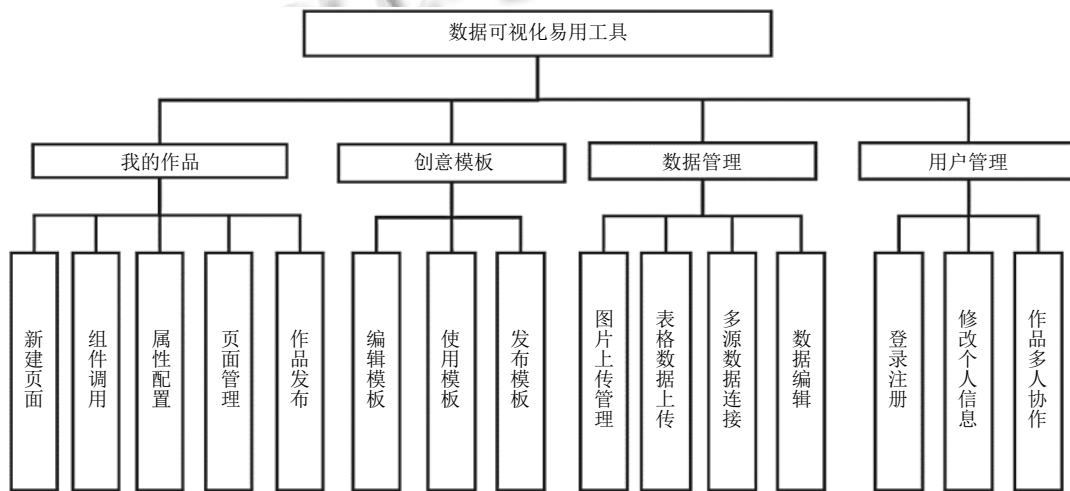 数据可视化易用工具
我的作品
创意模板
数据管理
用户管理
新建页面
组件调用
属性配置
页面管理
作品发布
编辑模板
使用模板
发布模板
图片上传管理
表格数据上传
多源数据连接
数据编辑
登录注册
修改个人信息
作品多人协作